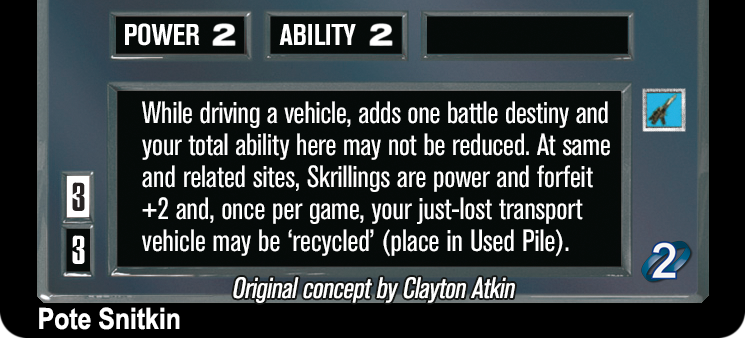 POWER 2 ABILITY 2
While driving a vehicle, adds one battle destiny and
your total ability here may not be reduced. At same
and related sites, Skrillings are power and forfeit
+2 and, once per game, your just-lost transport
vehicle may be ‘recycled’ (place in Used Pile).
3
3
2
Original concept by Clayton Atkin
Pote Snitkin